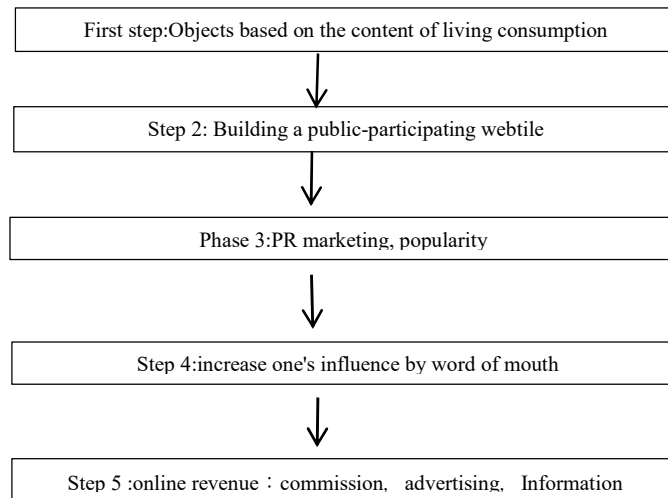 First step:Objects based on the content of living consumption
Step 2: Building a public-participating webtile
Phase 3:PR marketing, popularity
Step 4:increase one's influence by word of mouth
Step 5 :online revenue：commission, advertising, Information